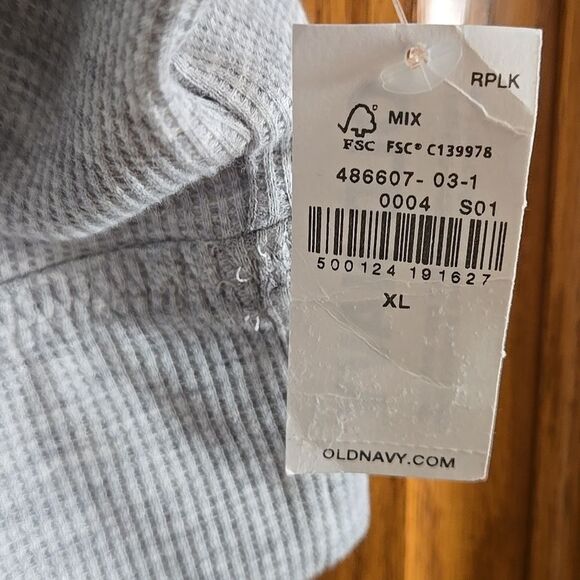 RPLK
MIX
FSC FSC® C139978
486607- 03-1
0004 S01
500124 191627
XL
OLDNAVY.COM